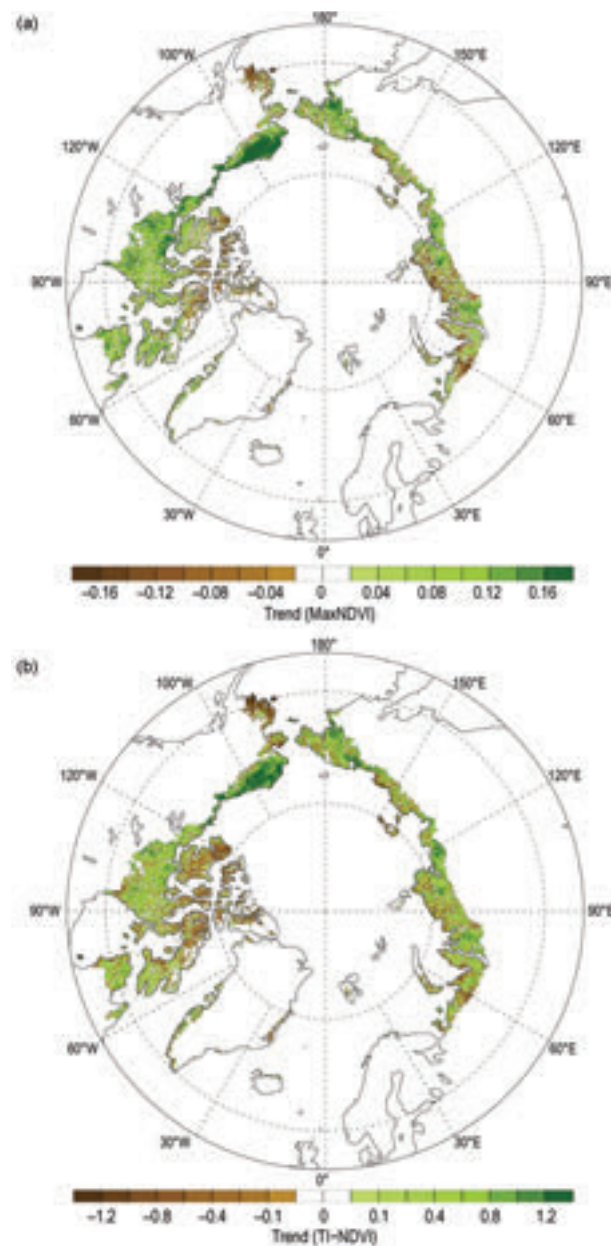 (a)
180°
100°W
150°E
120°W
120°E
90°W
90°E
60°W
60°E
30°W
30°E
0°
−0.16 −0.12 −0.08 −0.04 0 0.04 0.08 0.12 0.16
Trend (MaxNDVI)
(b)
180°
100°W
150°E
120°W
120°E
90°W
90°E
60°W
60°E
30°W
30°E
0°
−1.2 −0.8 −0.4 −0.1 0 0.1 0.4 0.8 1.2
Trend (TI−NDVI)